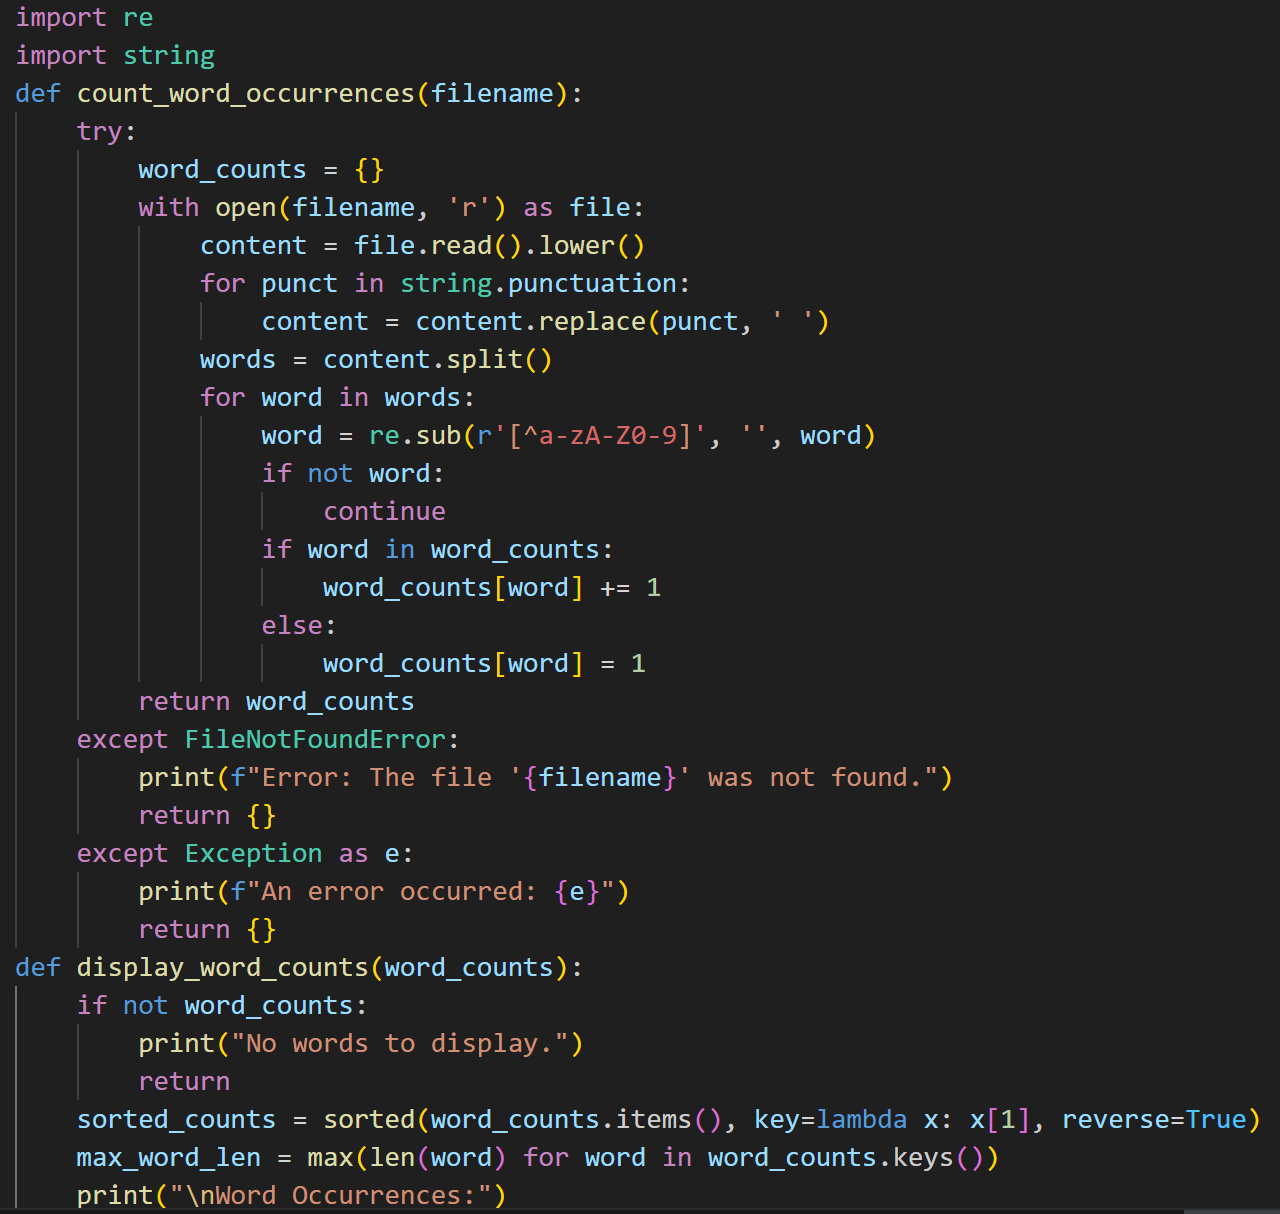 import re
import string
def count_word_occurrences(filename):
    try:
        word_counts = {}
        with open(filename, 'r') as file:
            content = file.read().lower()
            for punct in string.punctuation:
                content = content.replace(punct, ' ')
            words = content.split()
            for word in words:
                word = re.sub(r'[^a-zA-Z0-9]', '', word)
                if not word:
                    continue
                if word in word_counts:
                    word_counts[word] += 1
                else:
                    word_counts[word] = 1
        return word_counts
    except FileNotFoundError:
        print(f"Error: The file '{filename}' was not found.")
        return {}
    except Exception as e:
        print(f"An error occurred: {e}")
        return {}
def display_word_counts(word_counts):
    if not word_counts:
        print("No words to display.")
        return
    sorted_counts = sorted(word_counts.items(), key=lambda x: x[1], reverse=True)
    max_word_len = max(len(word) for word in word_counts.keys())
    print("\nWord Occurrences:")